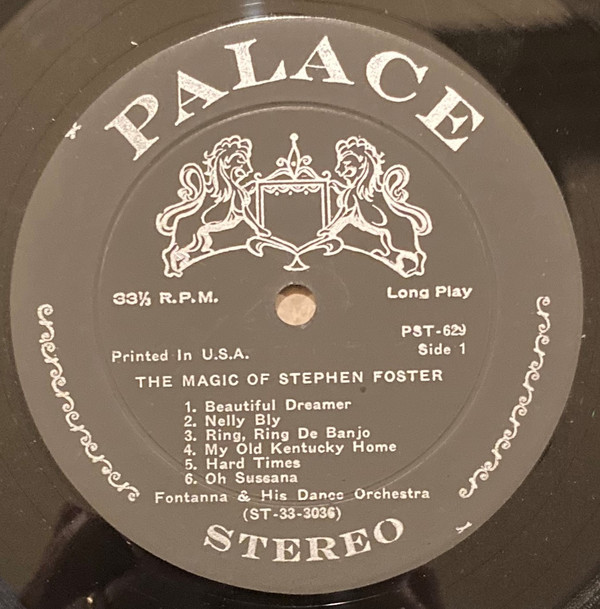 PALACE
33⅓ R.P.M.
Long Play
PST-629
Printed In U.S.A.
Side 1
THE MAGIC OF STEPHEN FOSTER
1. Beautiful Dreamer
2. Nelly Bly
3. Ring, Ring De Banjo
4. My Old Kentucky Home
5. Hard Times
6. Oh Sussana
Fontanna & His Dance Orchestra
(ST-33-3036)
STEREO